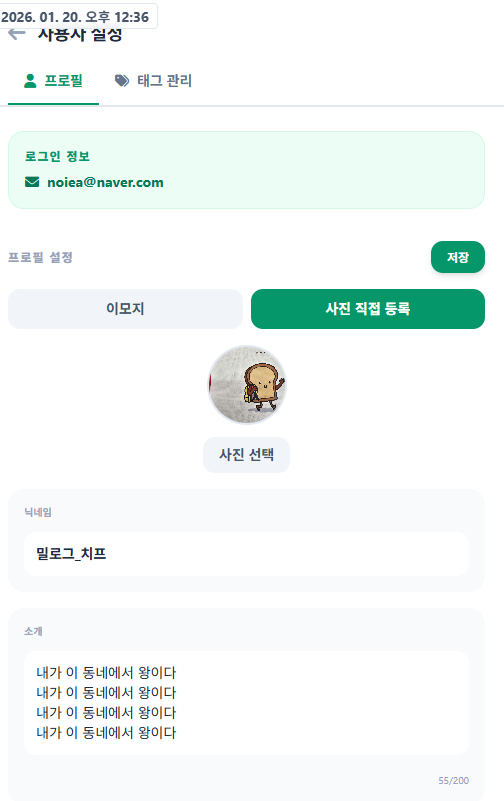 2026. 01. 20. 오후 12:36
사용자 설정
프로필
태그 관리
로그인 정보
noiea@naver.com
프로필 설정
저장
이모지
사진 직접 등록
사진 선택
닉네임
밀로그_치프
소개
내가 이 동네에서 왕이다
내가 이 동네에서 왕이다
내가 이 동네에서 왕이다
내가 이 동네에서 왕이다
55/200